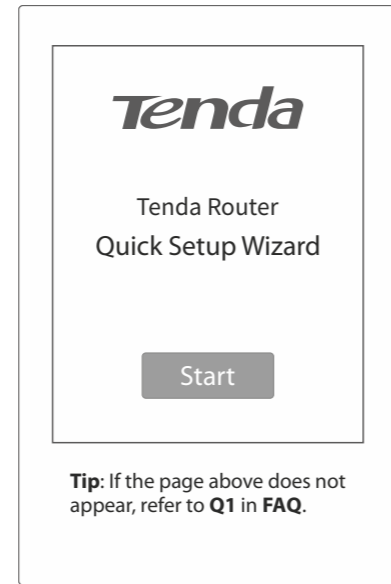 Tenda
Tenda Router
Quick Setup Wizard
Start
Tip: If the page above does not
appear, refer to Q1 in FAQ.